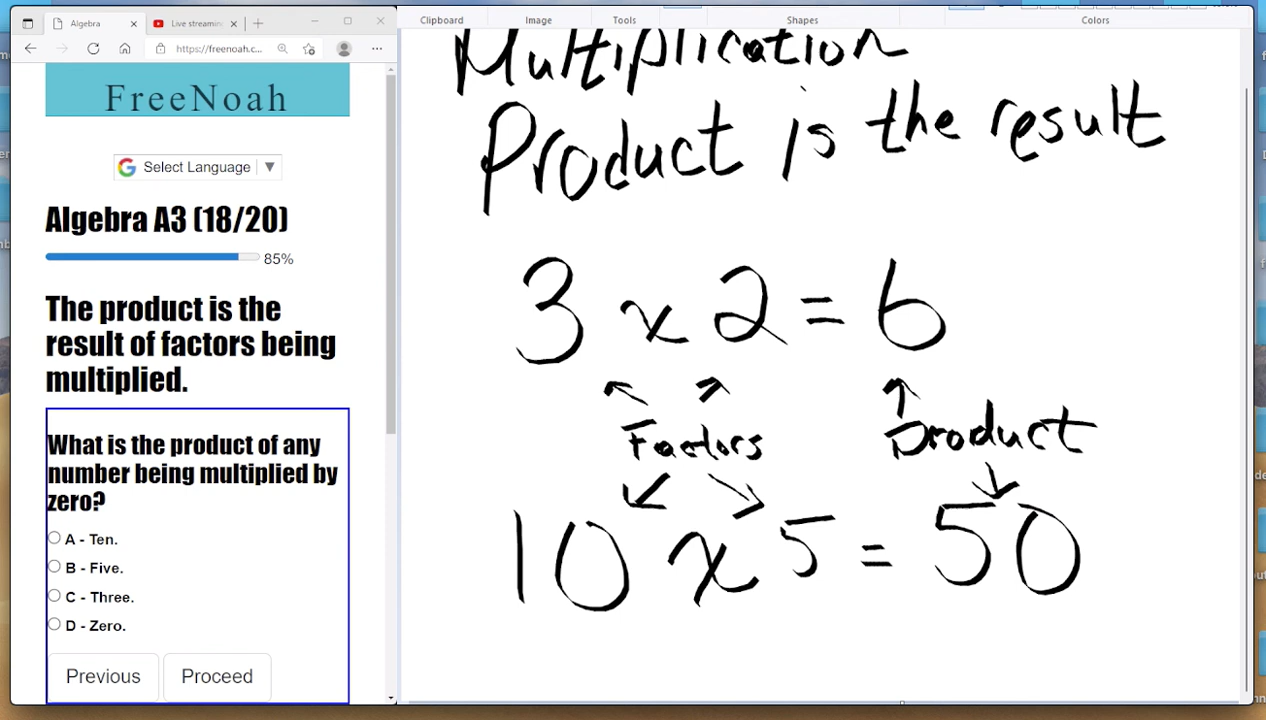 Algebra
Live streamin
https://freenoah.c...
FreeNoah
Select Language
Algebra A3 (18/20)
85%
The product is the
result of factors being
multiplied.
What is the product of any
number being multiplied by
zero?
A - Ten.
B - Five.
C - Three.
D - Zero.
Previous
Proceed
Clipboard
Image
Tools
Shapes
Colors
Multiplication
Product is the result
3 x 2 = 6
Factors
Product
10 x 5 = 50